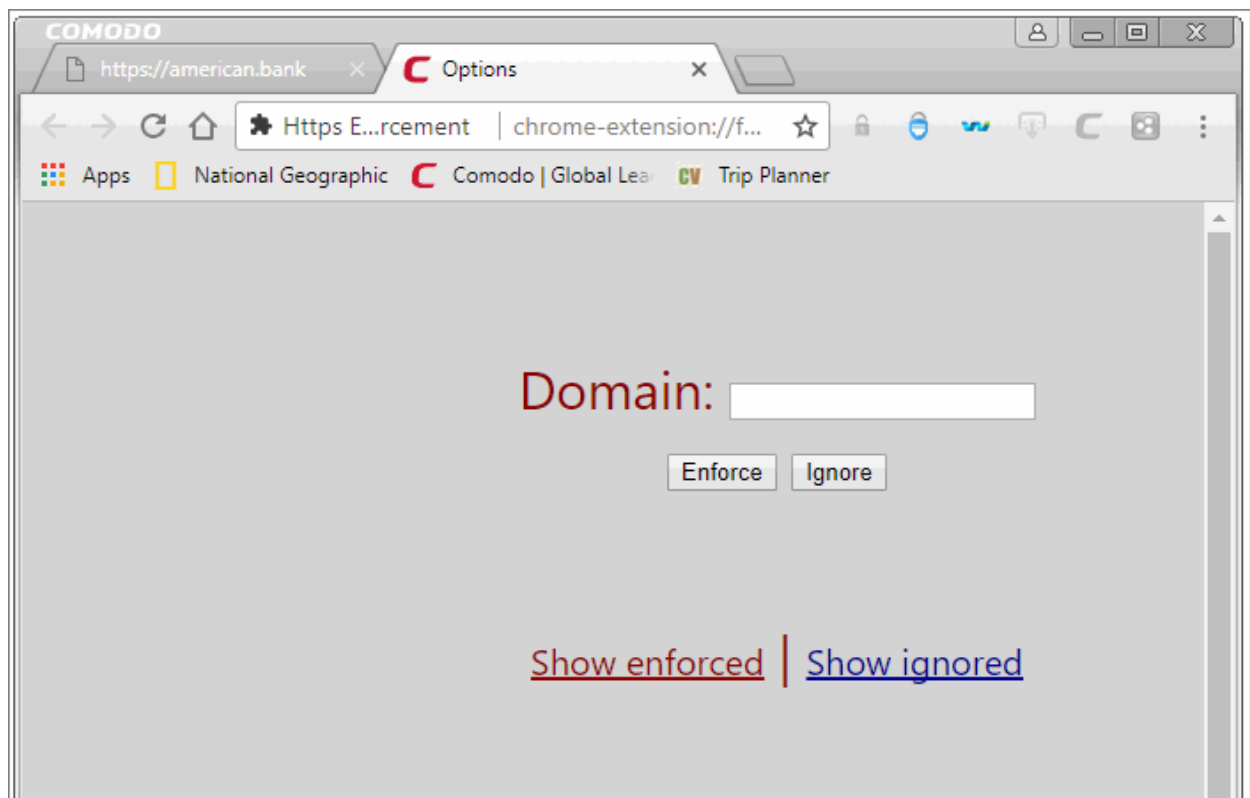 COMODO
https://american.bank Options
Https E...rcement chrome-extension://f...
Apps National Geographic Comodo | Global Lea CV Trip Planner
Domain:
Enforce Ignore
Show enforced | Show ignored